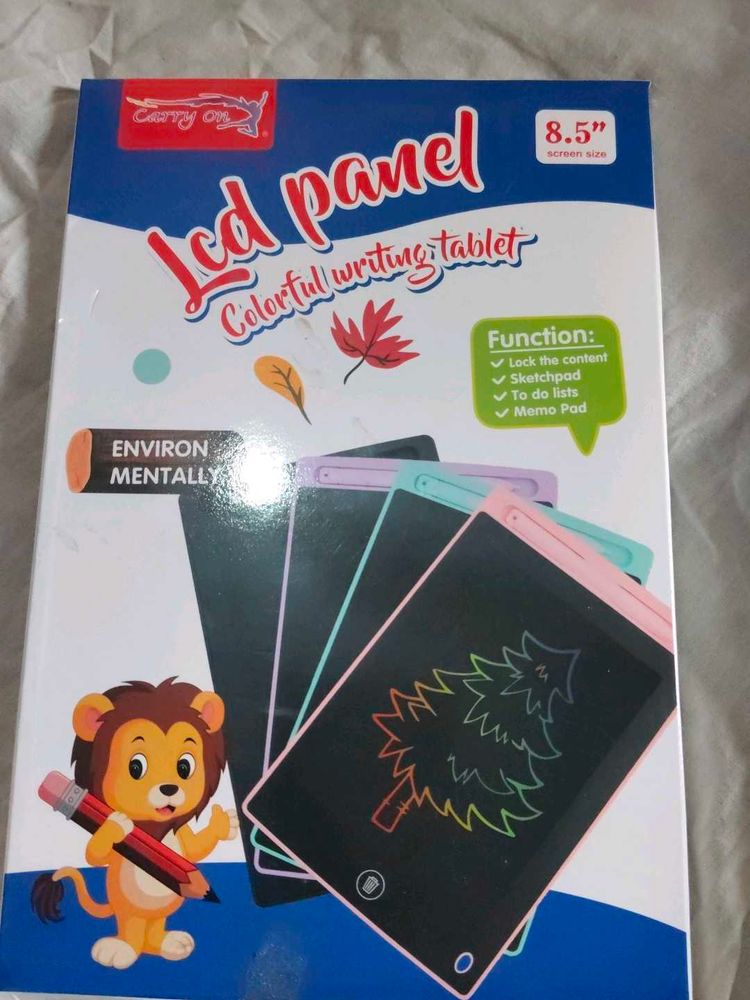 Carry on
®
8.5”
screen size
Lcd panel
Colorful writing tablet
Function:
✓ Lock the content
✓ Sketchpad
✓ To do lists
✓ Memo Pad
ENVIRON
MENTALLY